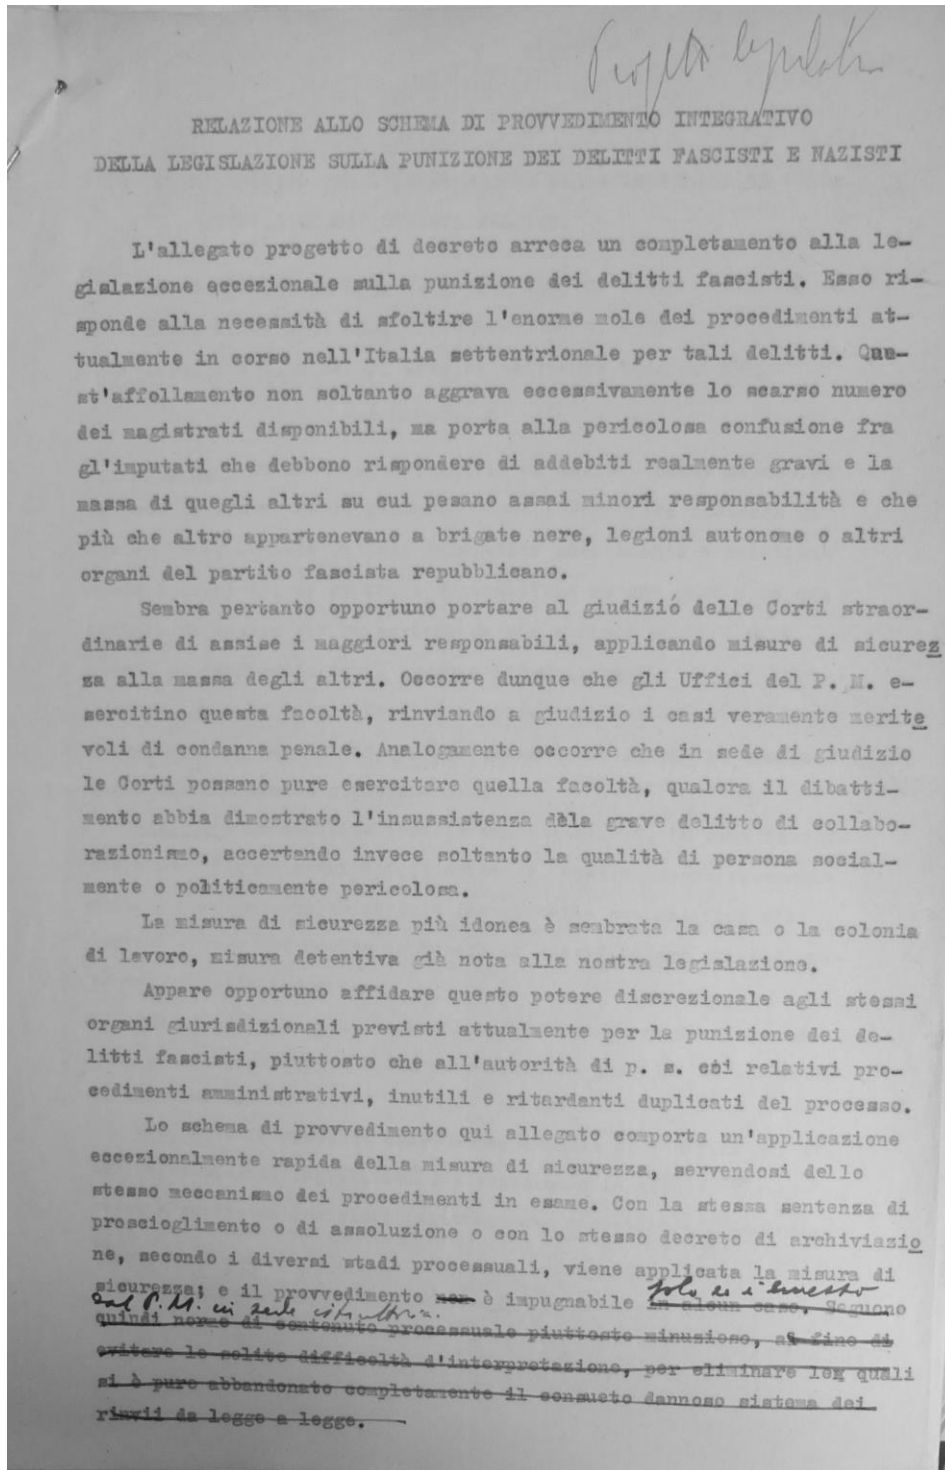 Progetto legislativo
RELAZIONE ALLO SCHEMA DI PROVVEDIMENTO INTEGRATIVO
DELLA LEGISLAZIONE SULLA PUNIZIONE DEI DELITTI FASCISTI E NAZISTI
L'allegato progetto di decreto arreca un completamento alla le-
gislazione eccezionale sulla punizione dei delitti fascisti. Esso ri-
sponde alla necessità di sfoltire l'enorme mole dei procedimenti at-
tualmente in corso nell'Italia settentrionale per tali delitti. Que-
st'affollamento non soltanto aggrava eccessivamente lo scarso numero
dei magistrati disponibili, ma porta alla pericolosa confusione fra
gl'imputati che debbono rispondere di addebiti realmente gravi e la
massa di quegli altri su cui pesano assai minori responsabilità e che
più che altro appartenevano a brigate nere, legioni autonome o altri
organi del partito fascista repubblicano.
Sembra pertanto opportuno portare al giudizio delle Corti straor-
dinarie di assise i maggiori responsabili, applicando misure di sicurez
za alla massa degli altri. Occorre dunque che gli Uffici del P. M. e-
sercitino questa facoltà, rinviando a giudizio i casi veramente merite
voli di condanna penale. Analogamente occorre che in sede di giudizio
le Corti possano pure esercitare quella facoltà, qualora il dibatti-
mento abbia dimostrato l'insussistenza dela grave delitto di collabo-
razionismo, accertando invece soltanto la qualità di persona social-
mente o politicamente pericolosa.
La misura di sicurezza più idonea è sembrata la casa o la colonia
di lavoro, misura detentiva già nota alla nostra legislazione.
Appare opportuno affidare questo potere discrezionale agli stessi
organi giurisdizionali previsti attualmente per la punizione dei de-
litti fascisti, piuttosto che all'autorità di p. s. coi relativi pro-
cedimenti amministrativi, inutili e ritardanti duplicati del processo.
Lo schema di provvedimento qui allegato comporta un'applicazione
eccezionalmente rapida della misura di sicurezza, servendosi dello
stesso meccanismo dei procedimenti in esame. Con la stessa sentenza di
proscioglimento o di assoluzione o con lo stesso decreto di archiviazio
ne, secondo i diversi stadi processuali, viene applicata la misura di
sicurezza; e il provvedimento non è impugnabile solo se è emesso in alcun caso. Seguono
dal P.M. in sede istruttoria.
quindi norme di contenuto processuale piuttosto minusioso, al fine di
evitare le solite difficoltà d'interpretazione, per eliminare lex quali
si è pure abbandonato completamente il consueto dannoso sistema dei
rinvii da legge a legge.